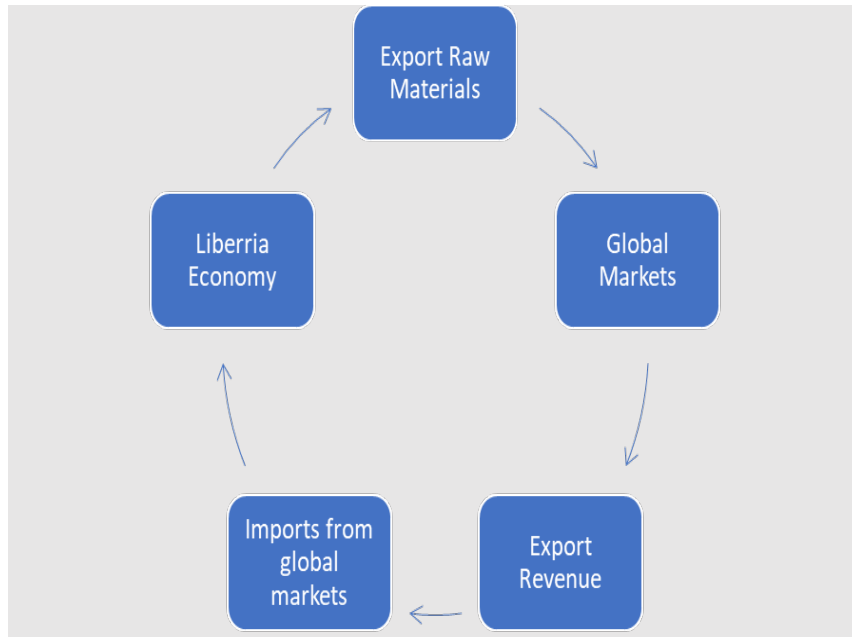 Export Raw
Materials
Global
Markets
Export
Revenue
Imports from
global
markets
Liberria
Economy